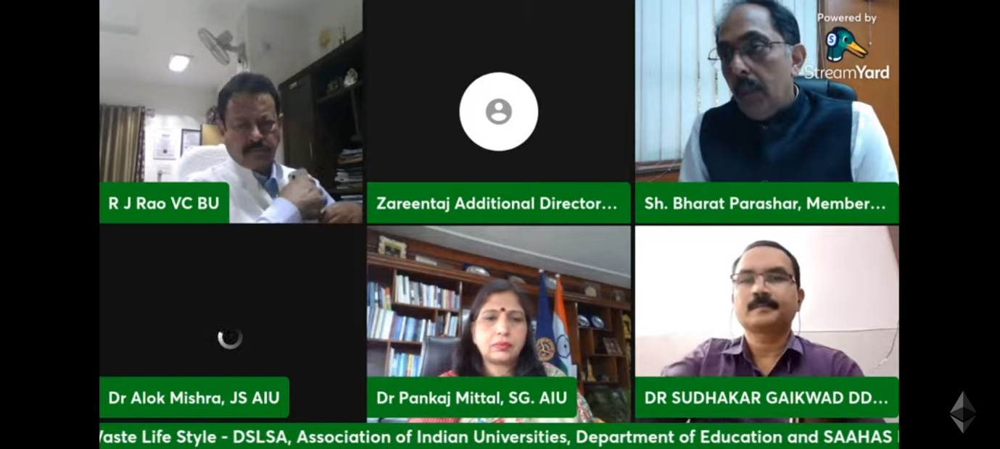 Powered by
StreamYard
R J Rao VC BU
Zareentaj Additional Director...
Sh. Bharat Parashar, Member...
Dr Alok Mishra, JS AIU
Dr Pankaj Mittal, SG. AIU
DR SUDHAKAR GAIKWAD DD...
Life Style - DSLSA, Association of Indian Universities, Department of Education and SAAHAS